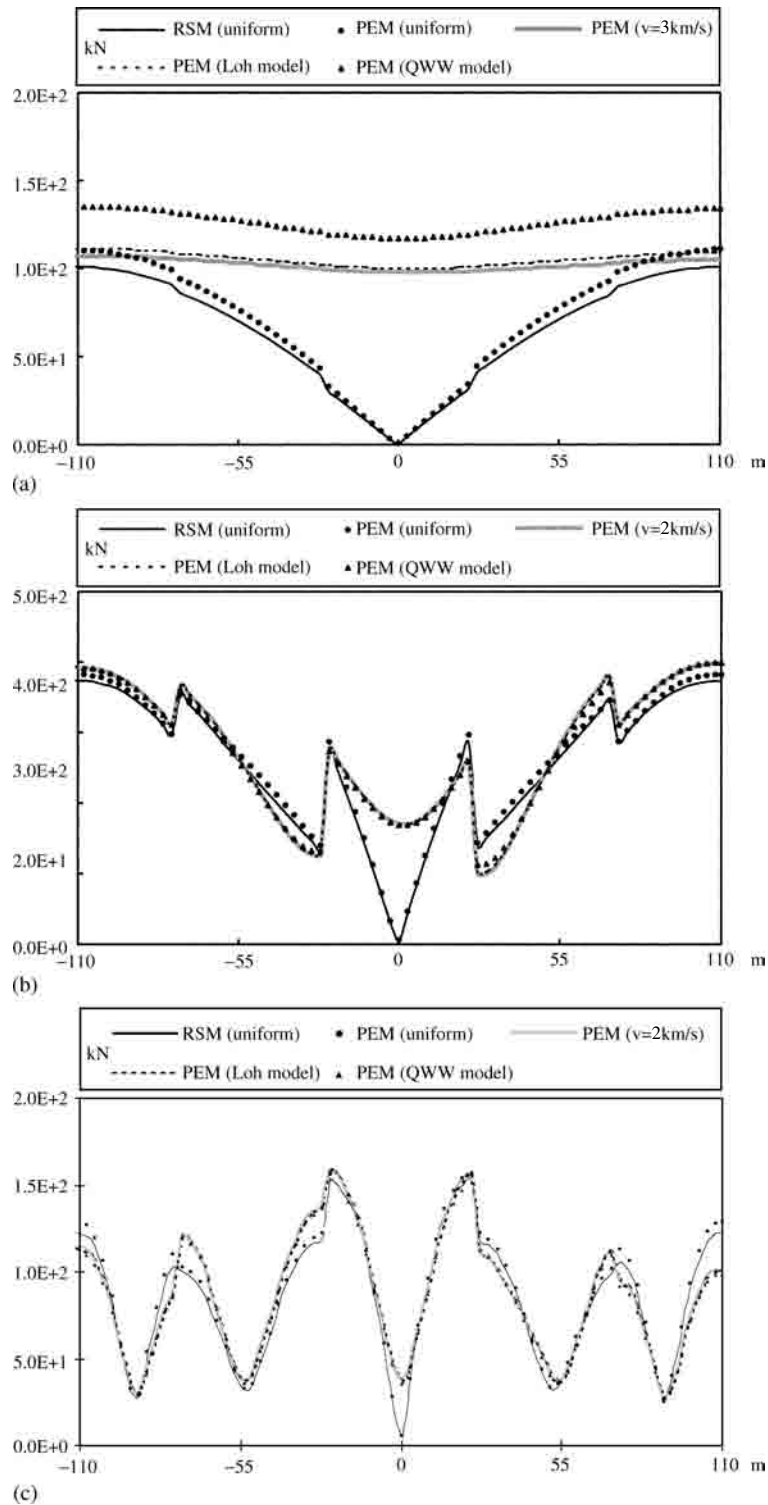 RSM (uniform) PEM (uniform) PEM (v=3km/s)
kN
PEM (Loh model) PEM (QWW model)
2.0E+2
1.5E+2
1.0E+2
5.0E+1
0.0E+0
−110 −55 0 55 110 m
(a)
RSM (uniform) PEM (uniform) PEM (v=2km/s)
kN
PEM (Loh model) PEM (QWW model)
5.0E+2
4.0E+2
3.0E+2
2.0E+1
0.0E+0
−110 −55 0 55 110 m
(b)
RSM (uniform) PEM (uniform) PEM (v=2km/s)
kN
PEM (Loh model) PEM (QWW model)
2.0E+2
1.5E+2
1.0E+2
5.0E+1
0.0E+0
−110 −55 0 55 110 m
(c)